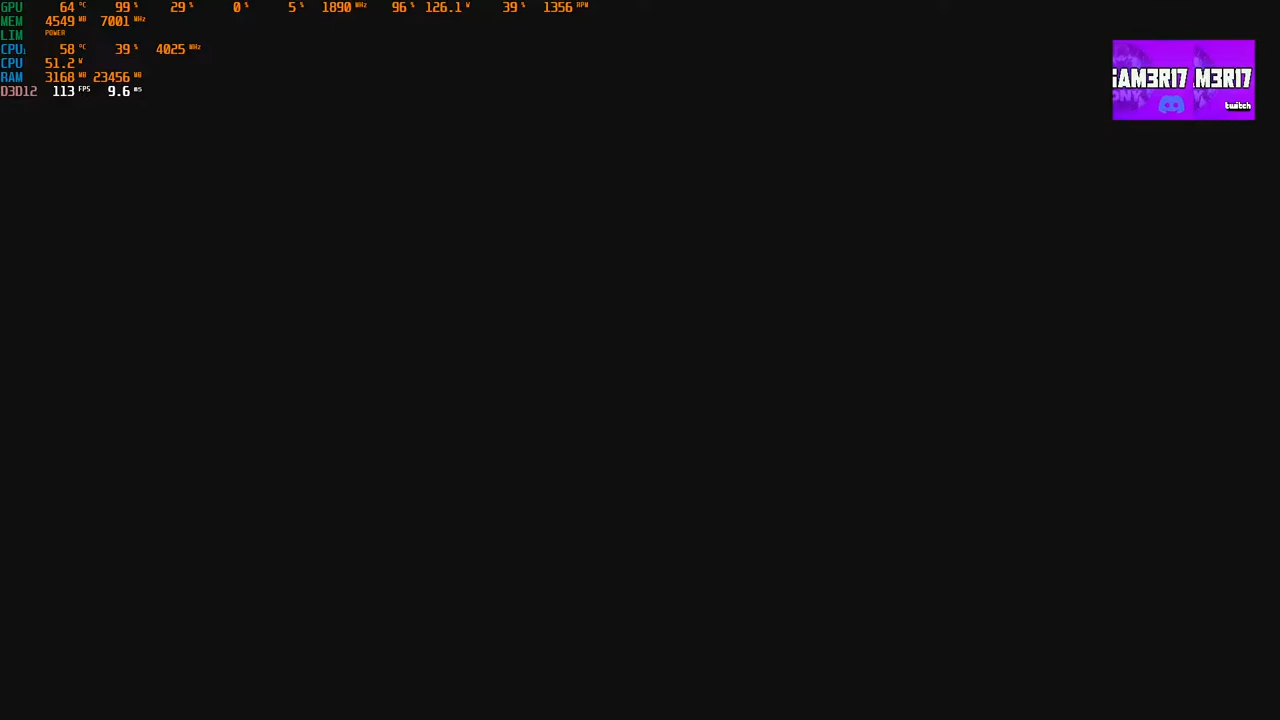 GPU 64 °C 99 % 29 % 0 % 5 % 1890 MHz 96 % 126.1 W 39 % 1356 RPM
MEM 4549 MB 7001 MHz
LIM POWER
CPU 58 °C 39 % 4025 MHz
CPU 51.2 W
RAM 3168 MB 23456 MB
D3D12 113 FPS 9.6 ms
GAM3R17 .M3R17
twitch